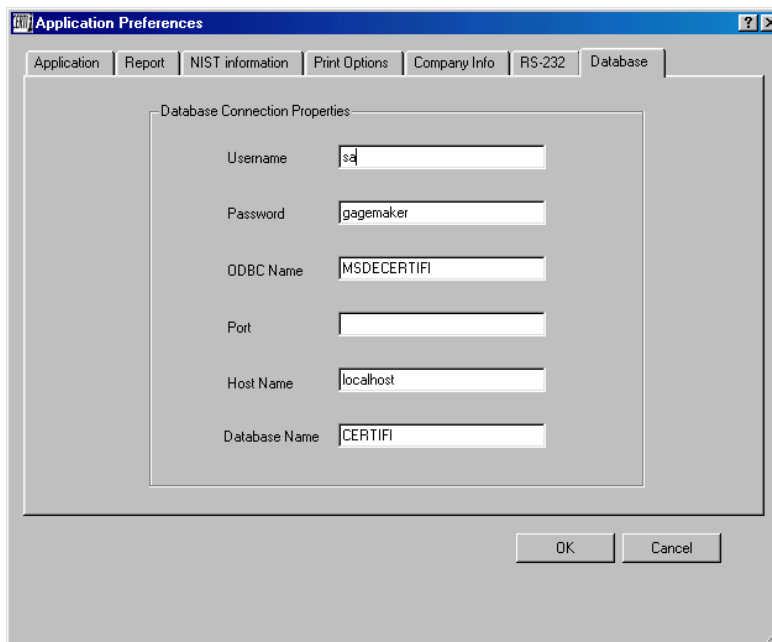 CERTIFI Application Preferences
Application Report NIST information Print Options Company Info RS-232 Database
Database Connection Properties
Username sa
Password gagemaker
ODBC Name MSDECERTIFI
Port
Host Name localhost
Database Name CERTIFI
OK Cancel